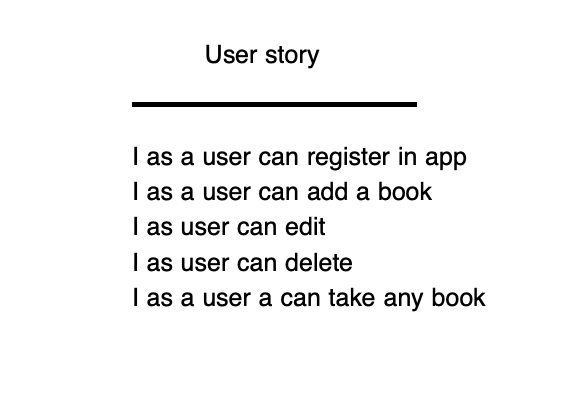 User story
I as a user can register in app
I as a user can add a book
I as user can edit
I as user can delete
I as a user a can take any book